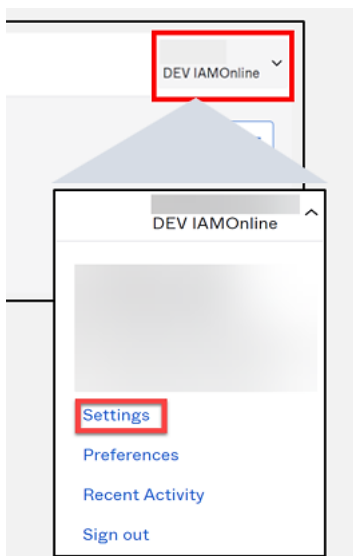 DEV IAMOnline
DEV IAMOnline
Settings
Preferences
Recent Activity
Sign out